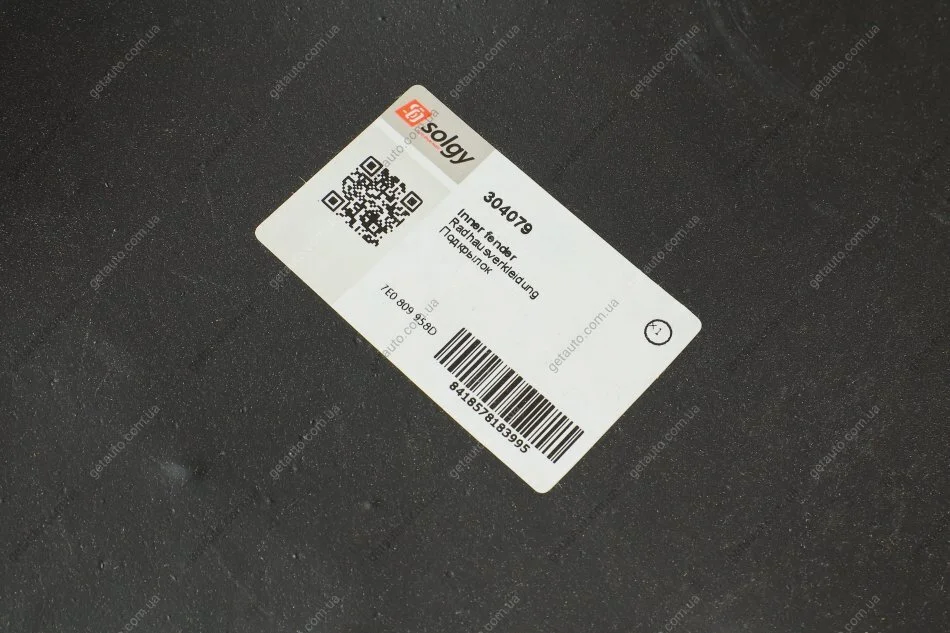 solgy
304079
Inner fender
Radhausverkleidung
Подкрылок
7E0 809 958D
x1
8418578183995
getauto.com.ua